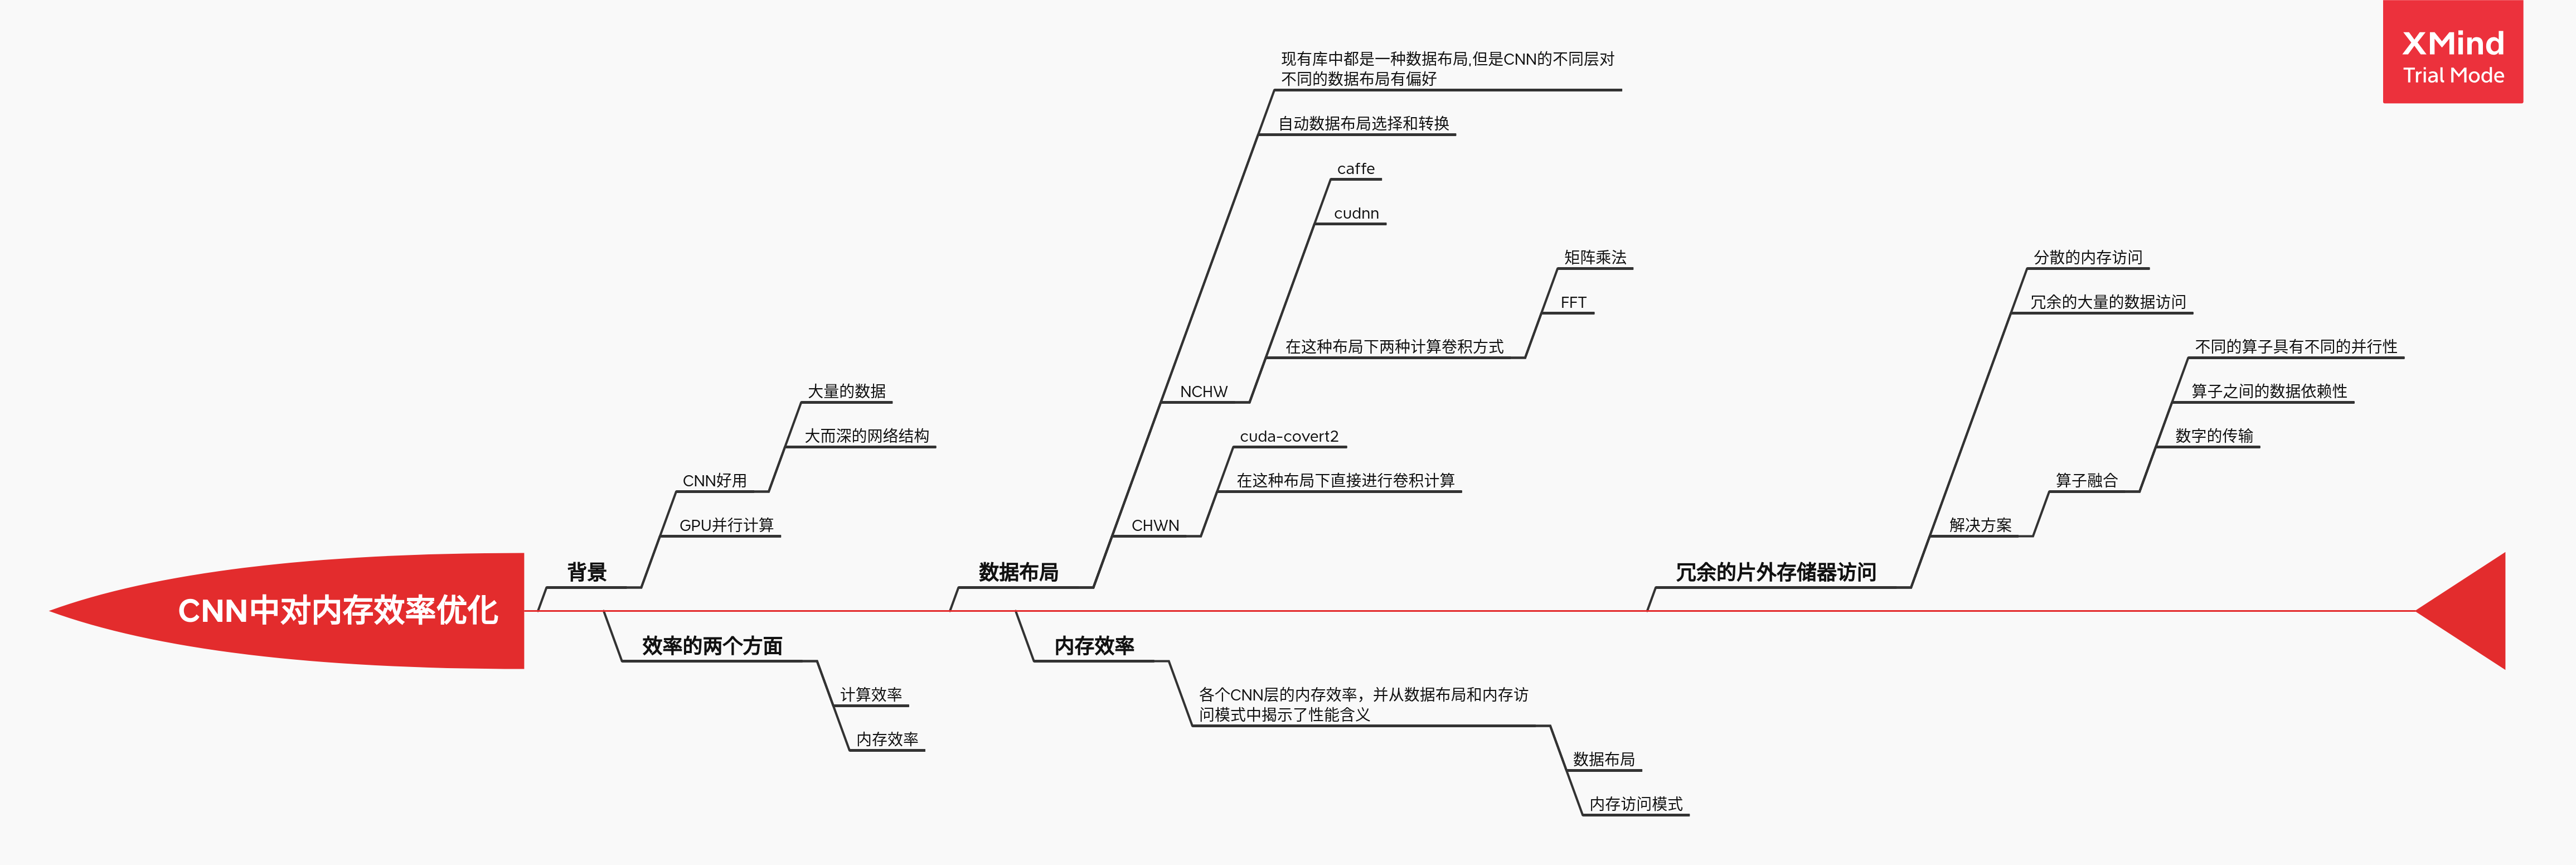 XMind
Trial Mode
CNN中对内存效率优化
背景
CNN好用
大量的数据
大而深的网络结构
GPU并行计算
效率的两个方面
计算效率
内存效率
数据布局
现有库中都是一种数据布局,但是CNN的不同层对
不同的数据布局有偏好
自动数据布局选择和转换
NCHW
caffe
cudnn
在这种布局下两种计算卷积方式
矩阵乘法
FFT
CHWN
cuda-covert2
在这种布局下直接进行卷积计算
内存效率
各个CNN层的内存效率，并从数据布局和内存访
问模式中揭示了性能含义
数据布局
内存访问模式
冗余的片外存储器访问
分散的内存访问
冗余的大量的数据访问
解决方案
算子融合
不同的算子具有不同的并行性
算子之间的数据依赖性
数字的传输